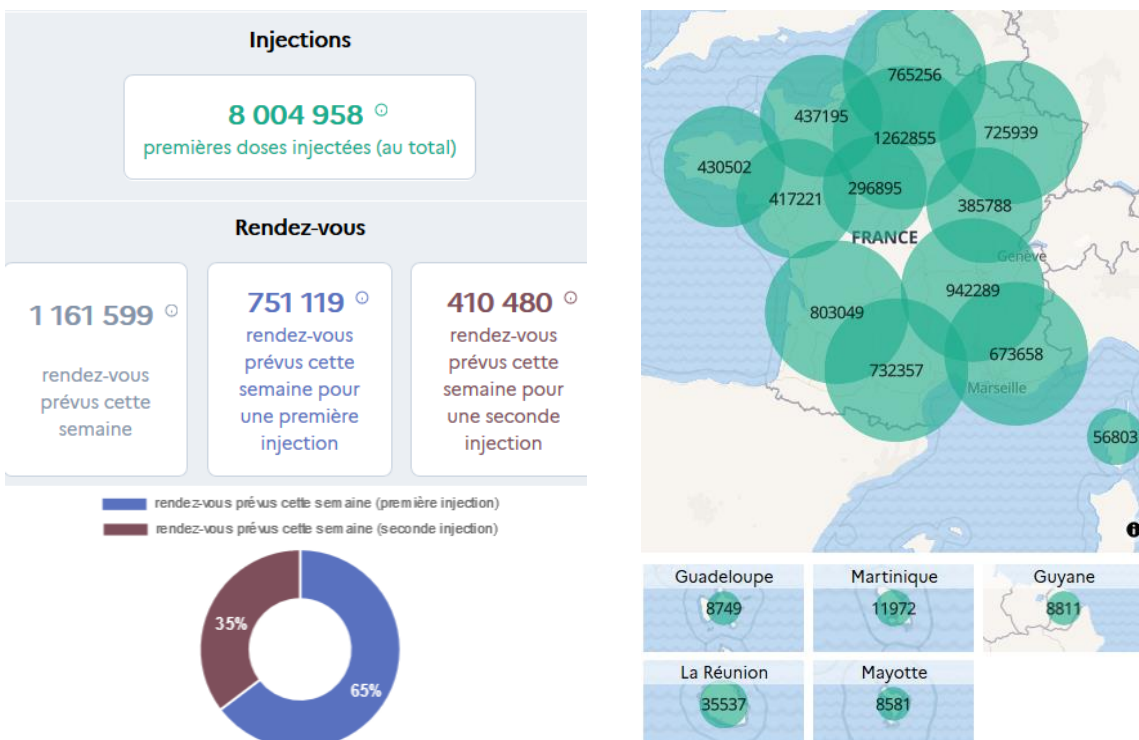 Injections
8 004 958
premières doses injectées (au total)
Rendez-vous
1 161 599
rendez-vous
prévus cette
semaine
751 119
rendez-vous
prévus cette
semaine pour
une première
injection
410 480
rendez-vous
prévus cette
semaine pour
une seconde
injection
rendez-vous prévus cette semaine (première injection)
rendez-vous prévus cette semaine (seconde injection)
35%
65%
765256
437195
1262855
725939
430502
417221
296895
385788
FRANCE
Genève
942289
803049
673658
732357
Marseille
56803
Guadeloupe
8749
Martinique
11972
Guyane
8811
La Réunion
35537
Mayotte
8581